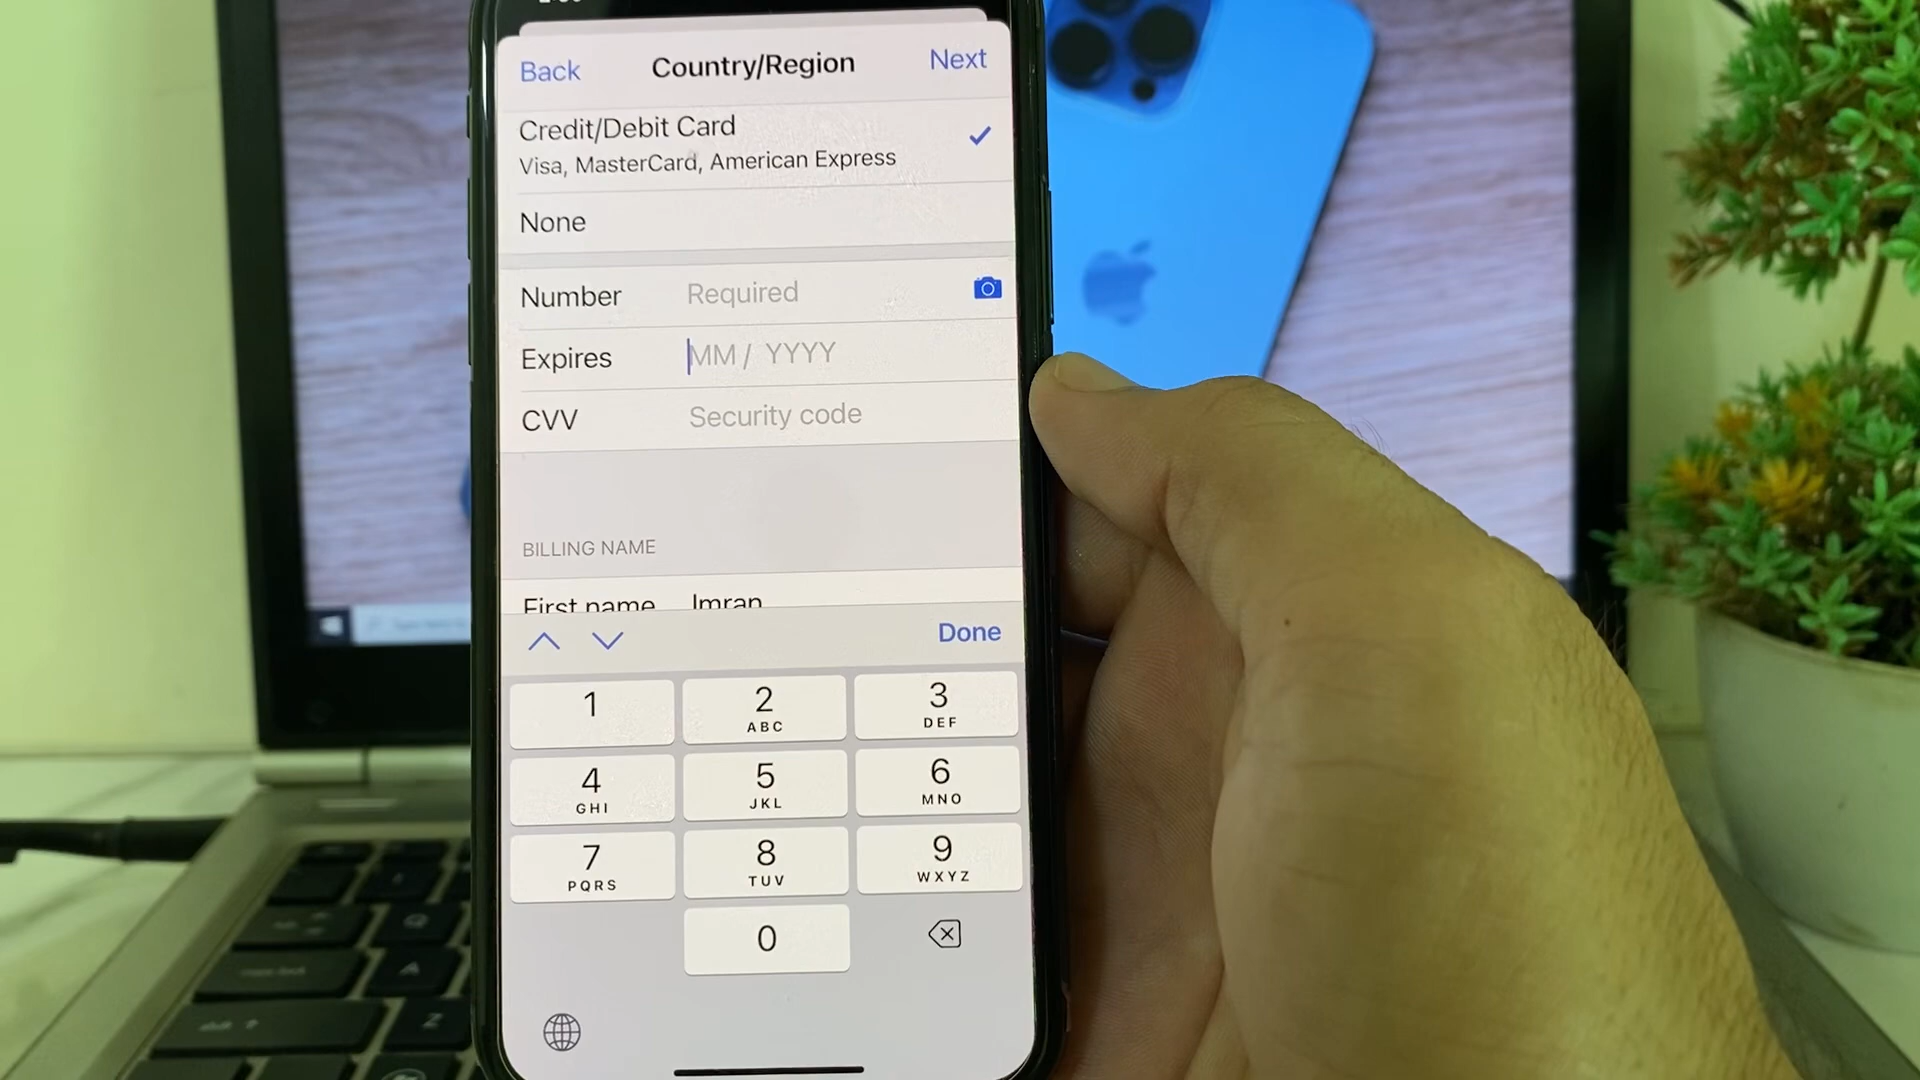 Back Country/Region Next
Credit/Debit Card
Visa, MasterCard, American Express
None
Number Required
Expires MM / YYYY
CVV Security code
BILLING NAME
First name Imran
Done
1 2 3
ABC DEF
4 5 6
GHI JKL MNO
7 8 9
PQRS TUV WXYZ
0
Q
A
Z